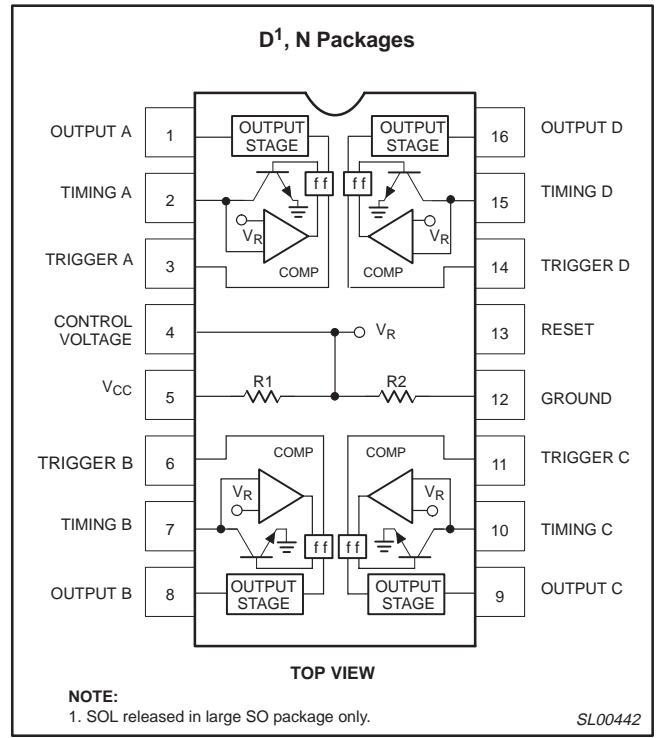 D1, N Packages
OUTPUT A 1 OUTPUT STAGE OUTPUT STAGE 16 OUTPUT D
TIMING A 2 ff ff 15 TIMING D
VR VR
TRIGGER A 3 COMP COMP 14 TRIGGER D
CONTROL VOLTAGE 4 VR 13 RESET
VCC 5 R1 R2 12 GROUND
TRIGGER B 6 COMP COMP 11 TRIGGER C
VR VR
TIMING B 7 10 TIMING C
ff ff
OUTPUT B 8 OUTPUT STAGE OUTPUT STAGE 9 OUTPUT C
TOP VIEW
NOTE:
1. SOL released in large SO package only.
SL00442